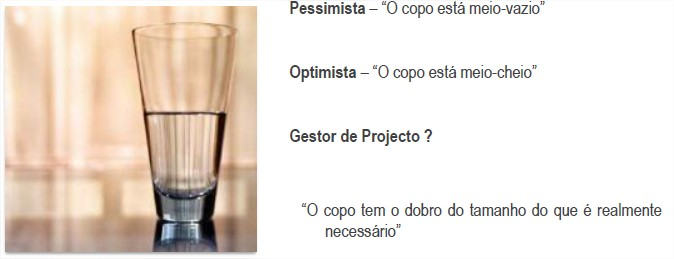 Pessimista – “O copo está meio-vazio”
Optimista – “O copo está meio-cheio”
Gestor de Projecto ?
“O copo tem o dobro do tamanho do que é realmente
necessário”